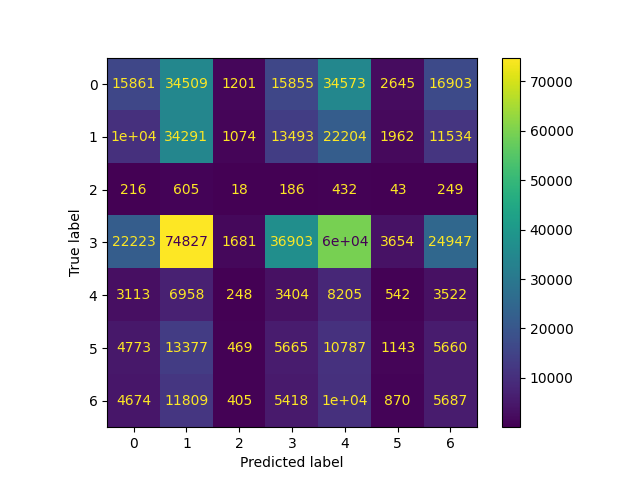 0 15861 34509 1201 15855 34573 2645 16903
1 1e+04 34291 1074 13493 22204 1962 11534
2 216 605 18 186 432 43 249
3 22223 74827 1681 36903 6e+04 3654 24947
4 3113 6958 248 3404 8205 542 3522
5 4773 13377 469 5665 10787 1143 5660
6 4674 11809 405 5418 1e+04 870 5687
0 1 2 3 4 5 6
Predicted label
True label
70000
60000
50000
40000
30000
20000
10000